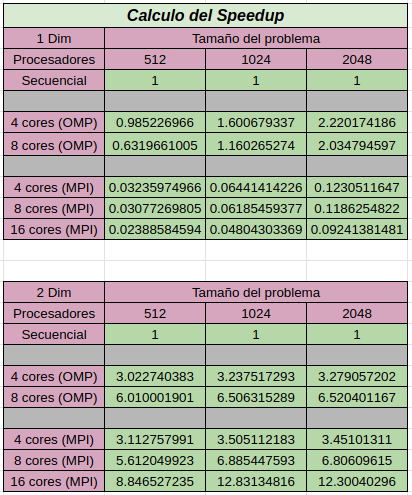 Calculo del Speedup
1 Dim Tamaño del problema
Procesadores 512 1024 2048
Secuencial 1 1 1
4 cores (OMP) 0.985226966 1.600679337 2.220174186
8 cores (OMP) 0.6319661005 1.160265274 2.034794597
4 cores (MPI) 0.03235974966 0.06441414226 0.1230511647
8 cores (MPI) 0.03077269805 0.06185459377 0.1186254822
16 cores (MPI) 0.02388584594 0.04804303369 0.09241381481
2 Dim Tamaño del problema
Procesadores 512 1024 2048
Secuencial 1 1 1
4 cores (OMP) 3.022740383 3.237517293 3.279057202
8 cores (OMP) 6.010001901 6.506315289 6.520401167
4 cores (MPI) 3.112757991 3.505112183 3.45101311
8 cores (MPI) 5.612049923 6.885447593 6.80609615
16 cores (MPI) 8.846527235 12.83134816 12.30040296